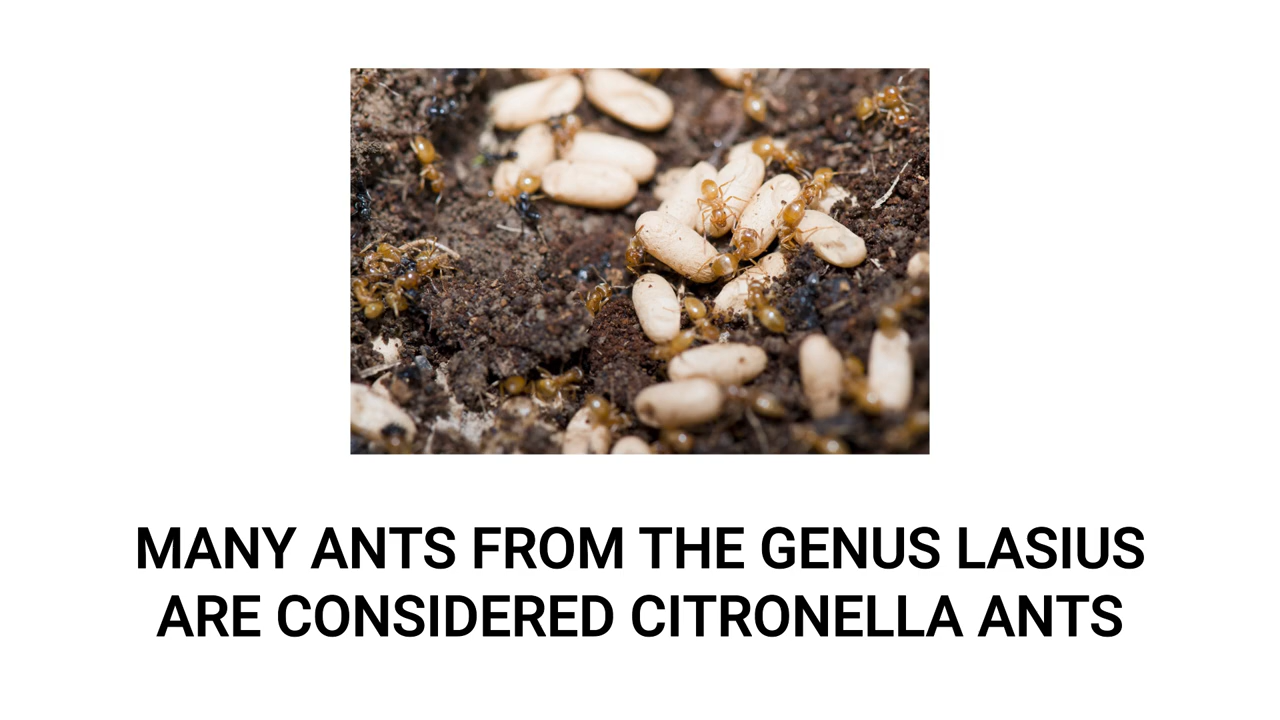 MANY ANTS FROM THE GENUS LASIUS
ARE CONSIDERED CITRONELLA ANTS